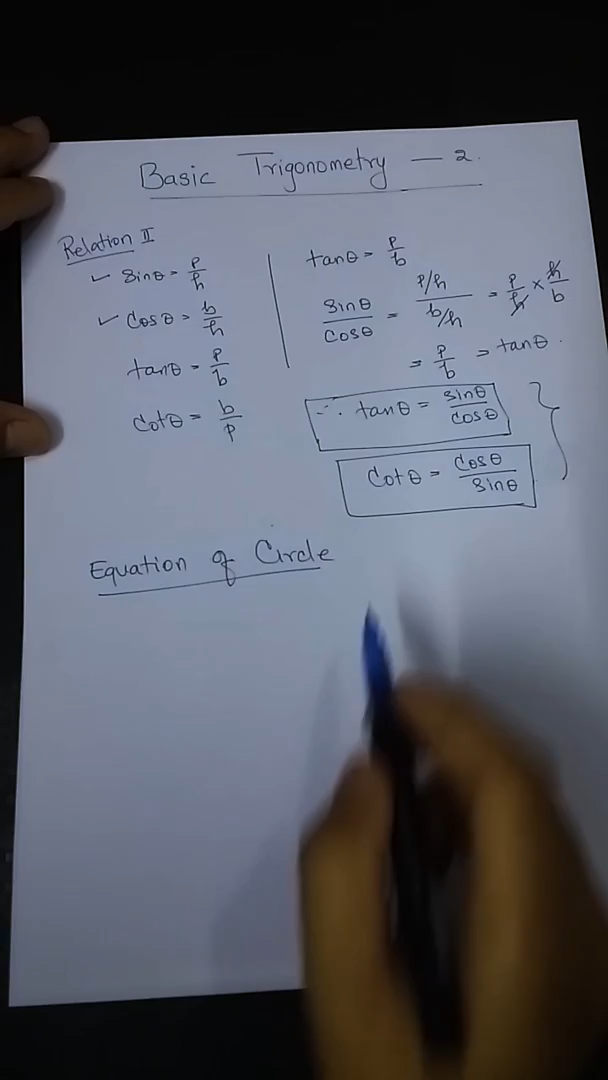 Basic Trigonometry — 2.
Relation II
✓ sinθ = p/h
✓ cosθ = b/h
tanθ = p/b
cotθ = b/p
tanθ = p/b
sinθ/cosθ = (p/h)/(b/h) = p/h × h/b
= p/b = tanθ.
∴ tanθ = sinθ/cosθ
cotθ = cosθ/sinθ
Equation of Circle